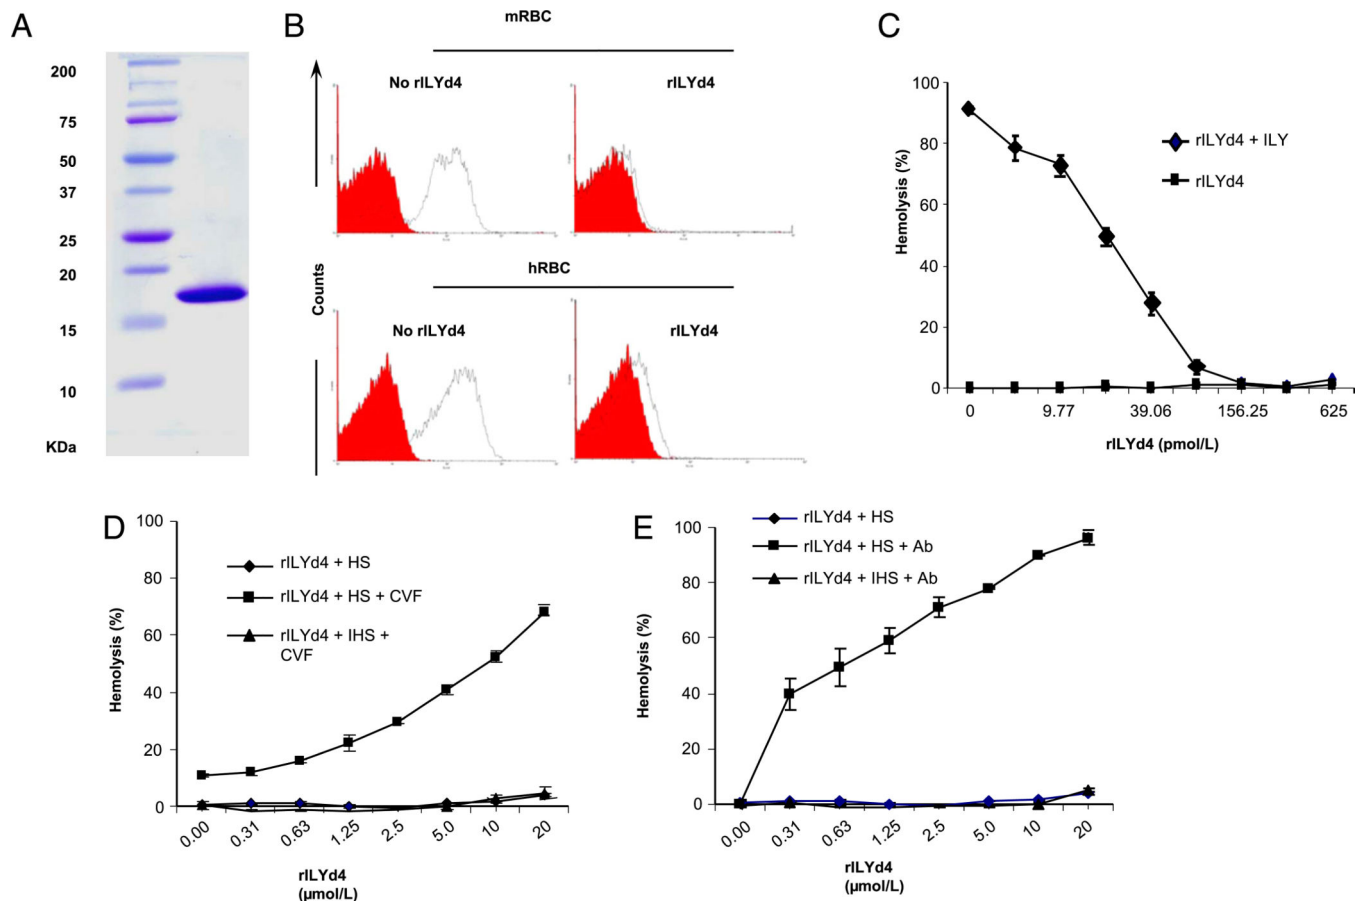 A
200
75
50
37
25
20
15
10
KDa
B
mRBC
No rILYd4
rILYd4
hRBC
No rILYd4
rILYd4
Counts
C
100
80
60
40
20
0
Hemolysis (%)
rILYd4 + ILY
rILYd4
0
9.77
39.06
156.25
625
rILYd4 (pmol/L)
D
100
80
60
40
20
0
Hemolysis (%)
rILYd4 + HS
rILYd4 + HS + CVF
rILYd4 + IHS +
CVF
0.00
0.31
0.63
1.25
2.5
5.0
10
20
rILYd4
(µmol/L)
E
100
80
60
40
20
0
Hemolysis (%)
rILYd4 + HS
rILYd4 + HS + Ab
rILYd4 + IHS + Ab
0.00
0.31
0.63
1.25
2.5
5.0
10
20
rILYd4
(µmol/L)